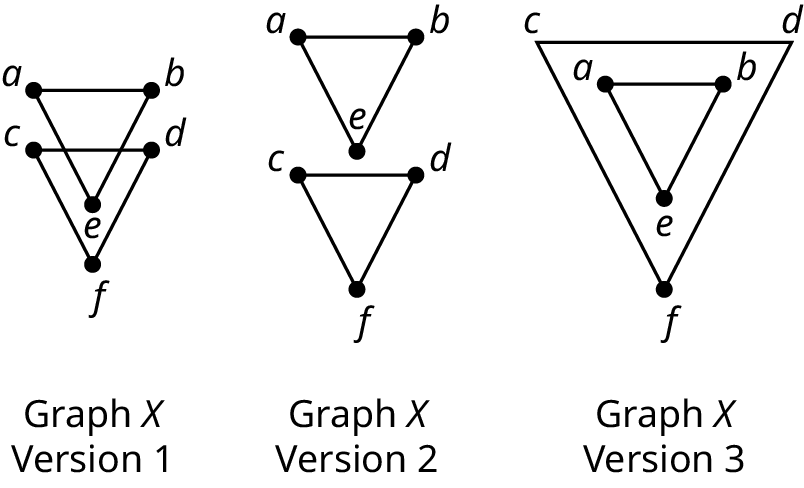 a b
c d
e
f
Graph X
Version 1
a b
e
c d
f
Graph X
Version 2
c d
a b
e
f
Graph X
Version 3